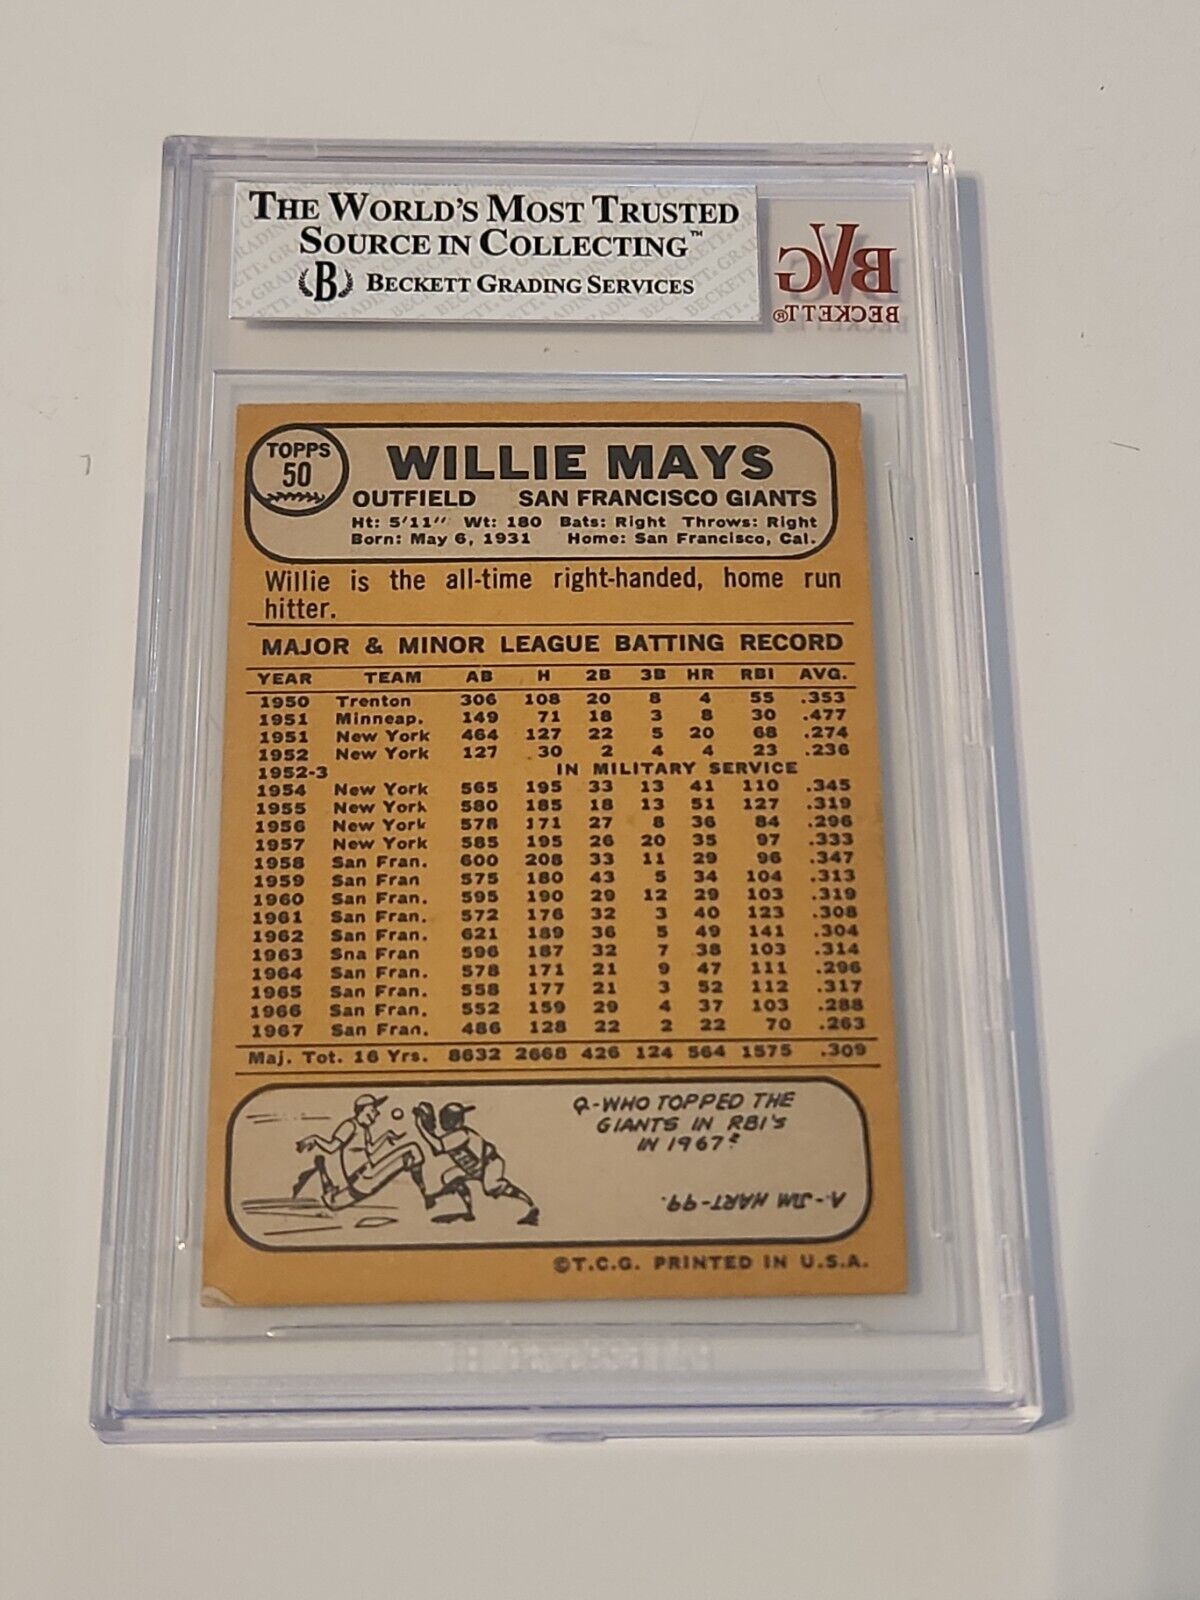 THE WORLD'S MOST TRUSTED
SOURCE IN COLLECTING™
B BECKETT GRADING SERVICES
BVG
BECKETT®
TOPPS
50
WILLIE MAYS
OUTFIELD SAN FRANCISCO GIANTS
Ht: 5'11" Wt: 180 Bats: Right Throws: Right
Born: May 6, 1931 Home: San Francisco, Cal.
Willie is the all-time right-handed, home run
hitter.
MAJOR & MINOR LEAGUE BATTING RECORD
YEAR TEAM AB H 2B 3B HR RBI AVG.
1950 Trenton 306 108 20 8 4 55 .353
1951 Minneap. 149 71 18 3 8 30 .477
1951 New York 464 127 22 5 20 68 .274
1952 New York 127 30 2 4 4 23 .236
1952-3 IN MILITARY SERVICE
1954 New York 565 195 33 13 41 110 .345
1955 New York 580 185 18 13 51 127 .319
1956 New York 578 171 27 8 36 84 .296
1957 New York 585 195 26 20 35 97 .333
1958 San Fran. 600 208 33 11 29 96 .347
1959 San Fran 575 180 43 5 34 104 .313
1960 San Fran. 595 190 29 12 29 103 .319
1961 San Fran. 572 176 32 3 40 123 .308
1962 San Fran. 621 189 36 5 49 141 .304
1963 Sna Fran 596 187 32 7 38 103 .314
1964 San Fran. 578 171 21 9 47 111 .296
1965 San Fran. 558 177 21 3 52 112 .317
1966 San Fran. 552 159 29 4 37 103 .288
1967 San Fran. 486 128 22 2 22 70 .263
Maj. Tot. 16 Yrs. 8632 2668 426 124 564 1575 .309
Q-WHO TOPPED THE
GIANTS IN RBI'S
IN 1967?
A-JIM HART-99.
©T.C.G. PRINTED IN U.S.A.